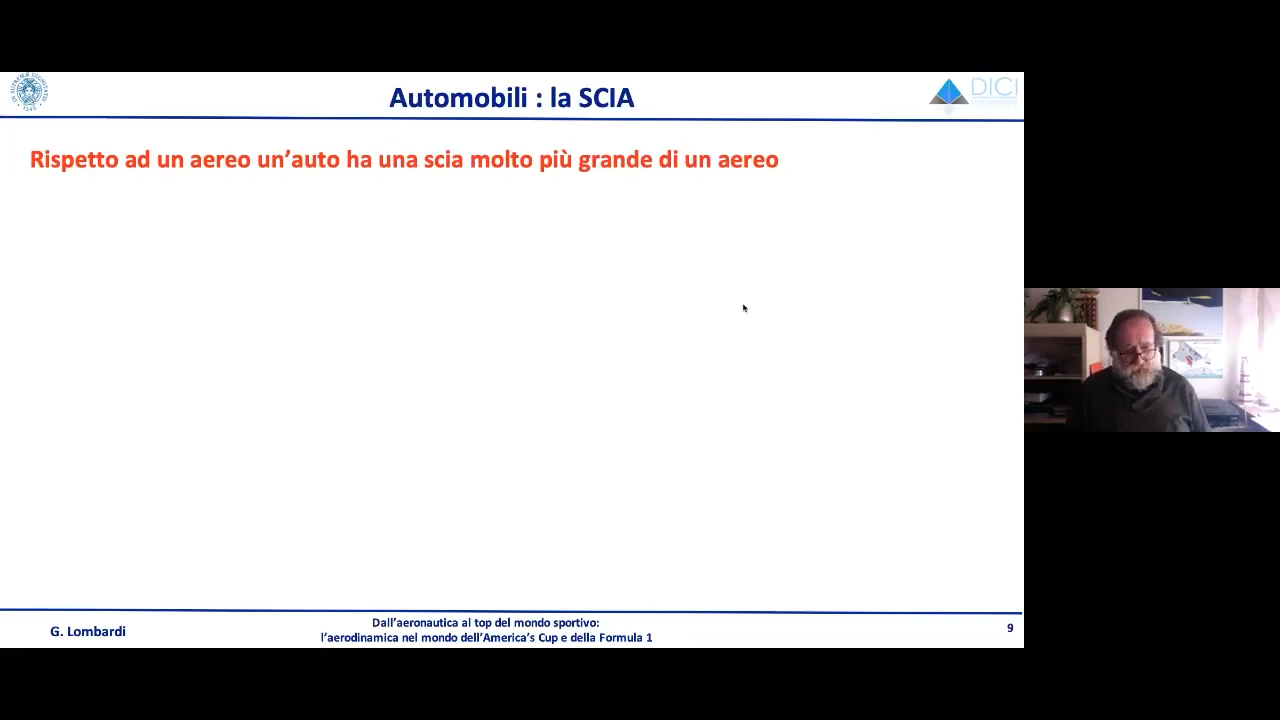 Automobili : la SCIA
DICI
Rispetto ad un aereo un'auto ha una scia molto più grande di un aereo
G. Lombardi
Dall'aeronautica al top del mondo sportivo:
l'aerodinamica nel mondo dell'America's Cup e della Formula 1
9